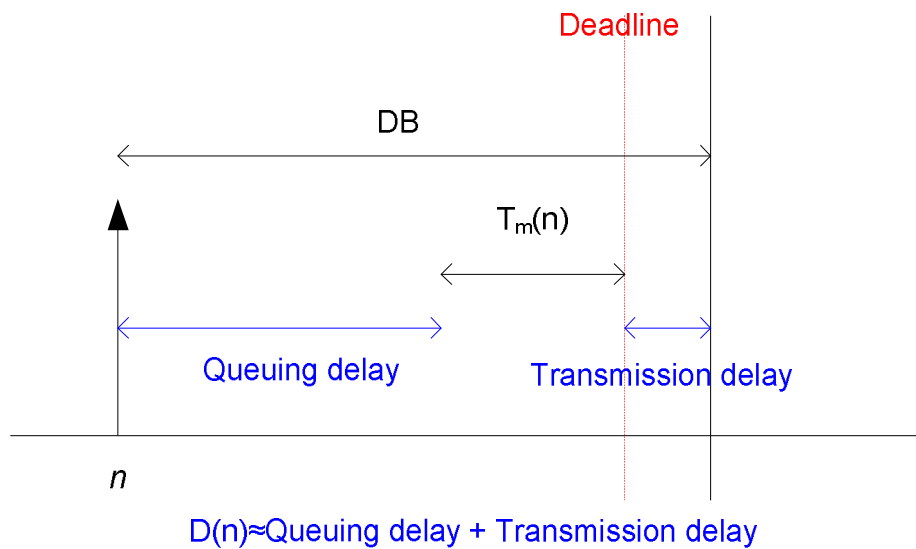 Deadline
DB
Tm(n)
Queuing delay
Transmission delay
n
D(n)≈Queuing delay + Transmission delay